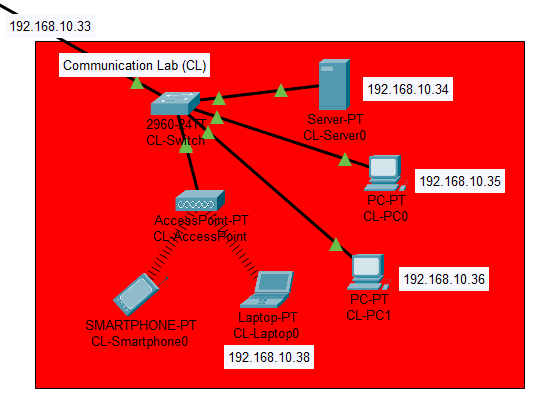 192.168.10.33
Communication Lab (CL)
2960-24TT
CL-Switch
Server-PT
CL-Server0
192.168.10.34
PC-PT
CL-PC0
192.168.10.35
AccessPoint-PT
CL-AccessPoint
PC-PT
CL-PC1
192.168.10.36
SMARTPHONE-PT
CL-Smartphone0
Laptop-PT
CL-Laptop0
192.168.10.38